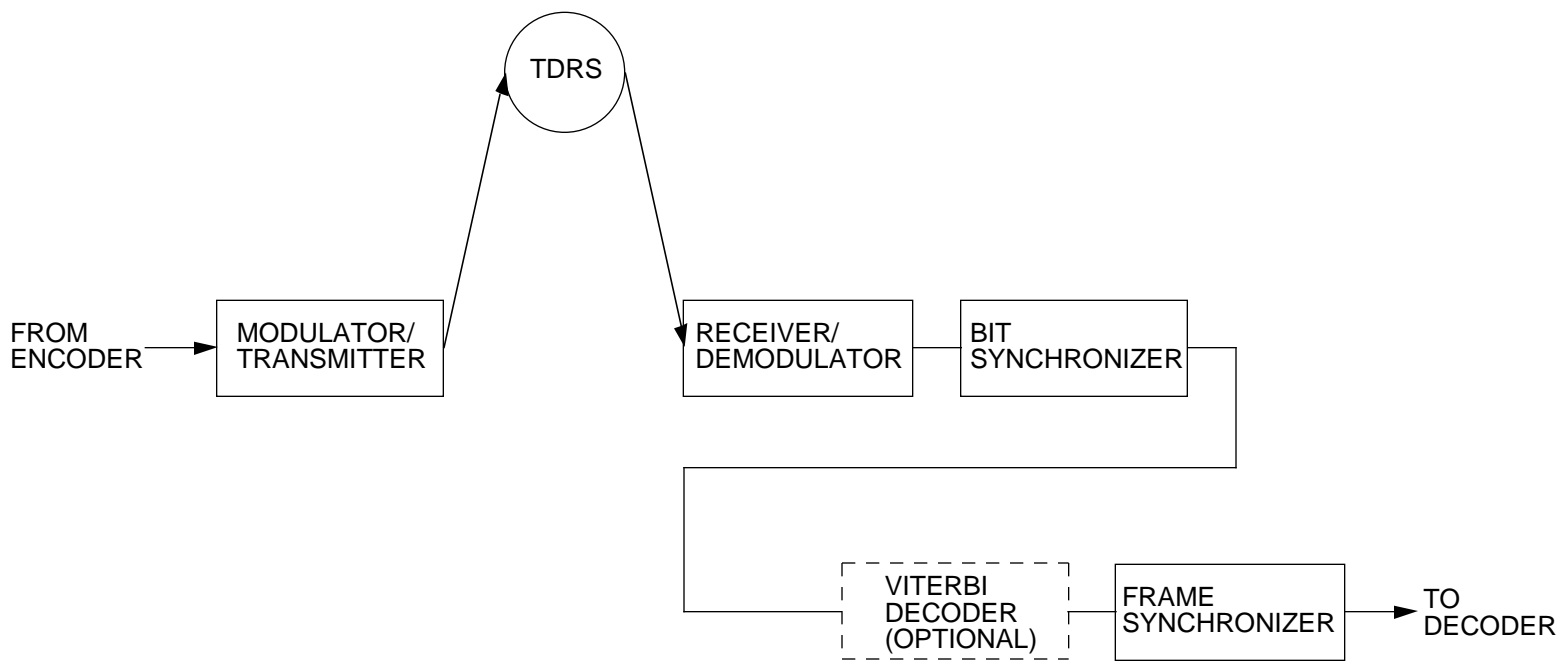 TDRS
FROM
ENCODER
MODULATOR/
TRANSMITTER
RECEIVER/
DEMODULATOR
BIT
SYNCHRONIZER
VITERBI
DECODER
(OPTIONAL)
FRAME
SYNCHRONIZER
TO
DECODER